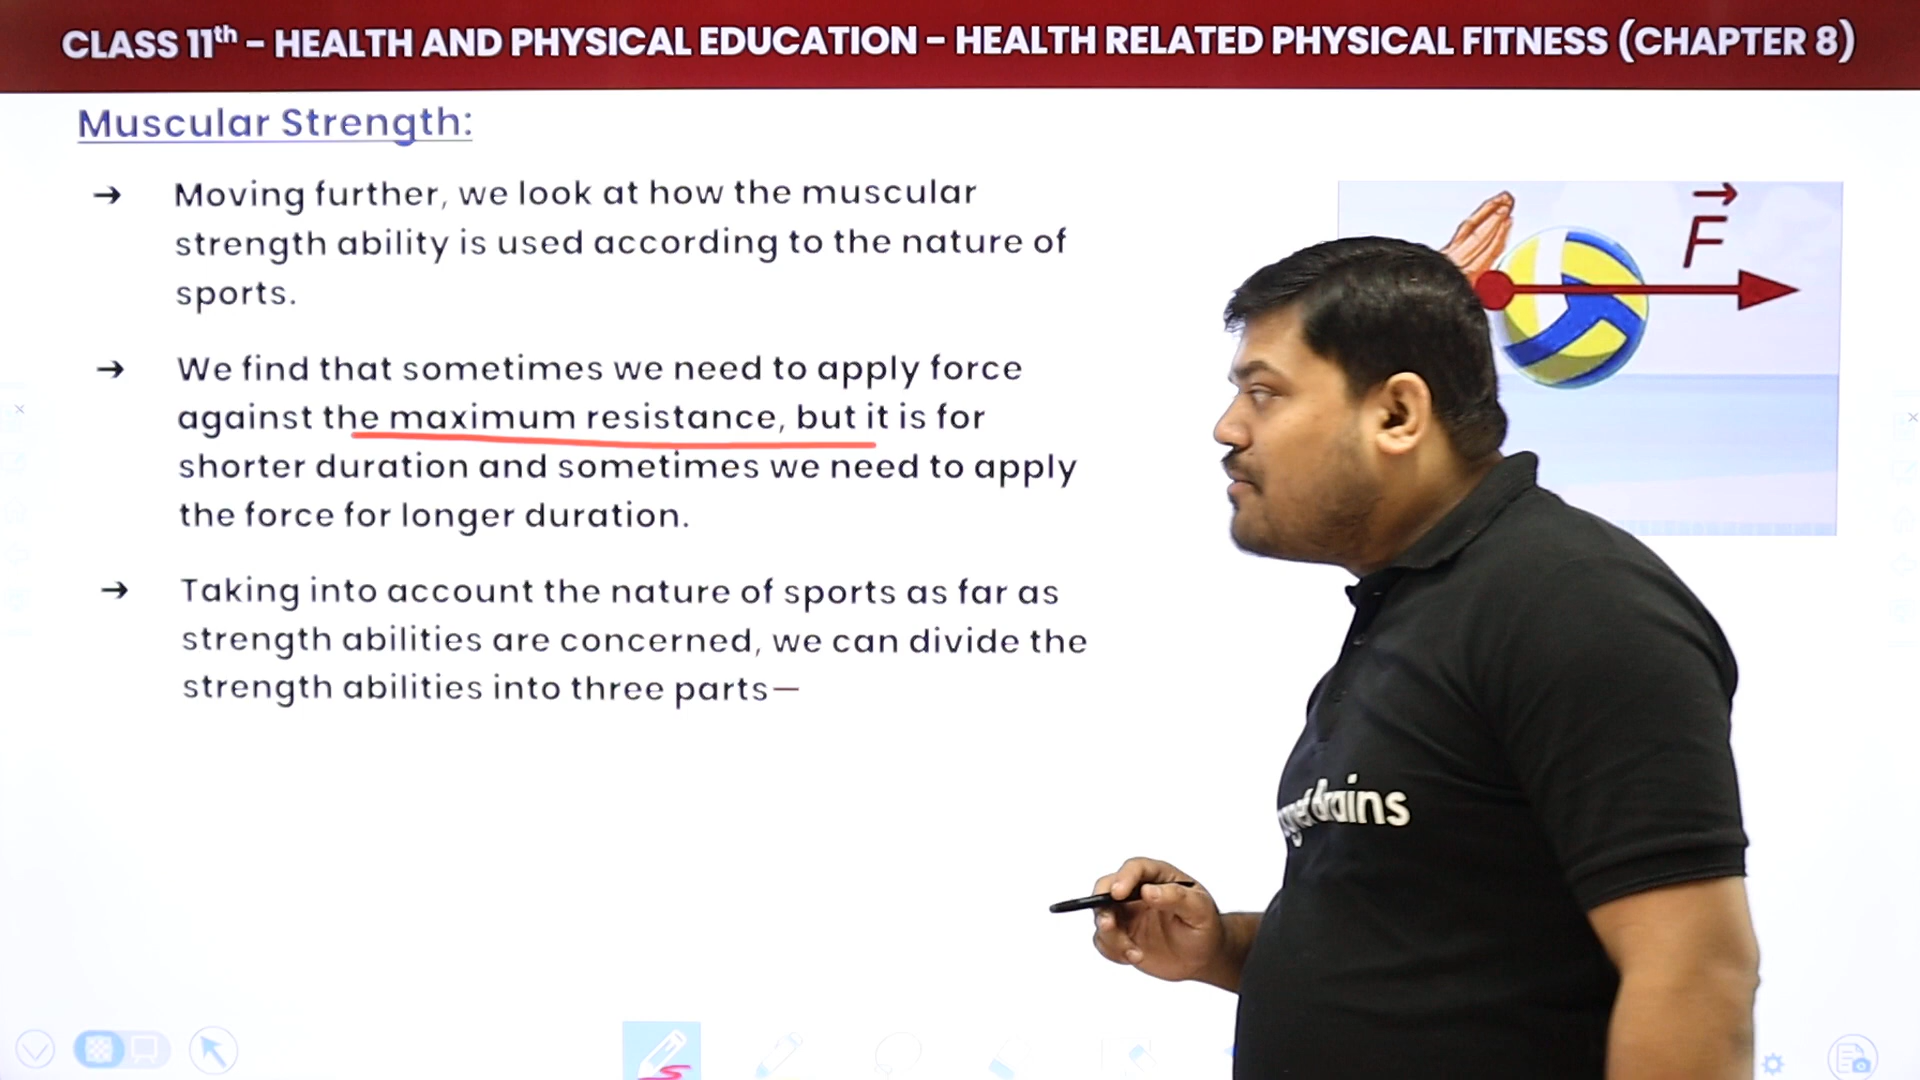 CLASS 11th – HEALTH AND PHYSICAL EDUCATION – HEALTH RELATED PHYSICAL FITNESS (CHAPTER 8)
Muscular Strength:
→ Moving further, we look at how the muscular
strength ability is used according to the nature of
sports.
→ We find that sometimes we need to apply force
against the maximum resistance, but it is for
shorter duration and sometimes we need to apply
the force for longer duration.
→ Taking into account the nature of sports as far as
strength abilities are concerned, we can divide the
strength abilities into three parts—
F